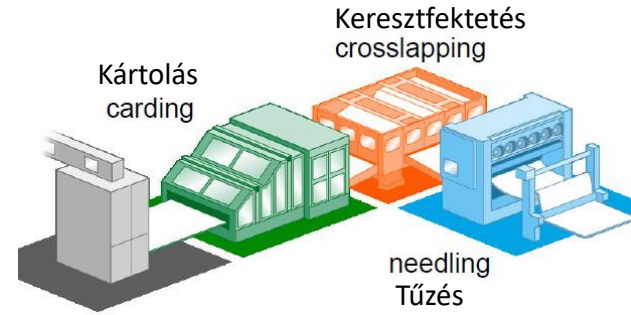 Keresztfektetés
crosslapping
Kártolás
carding
needling
Tűzés